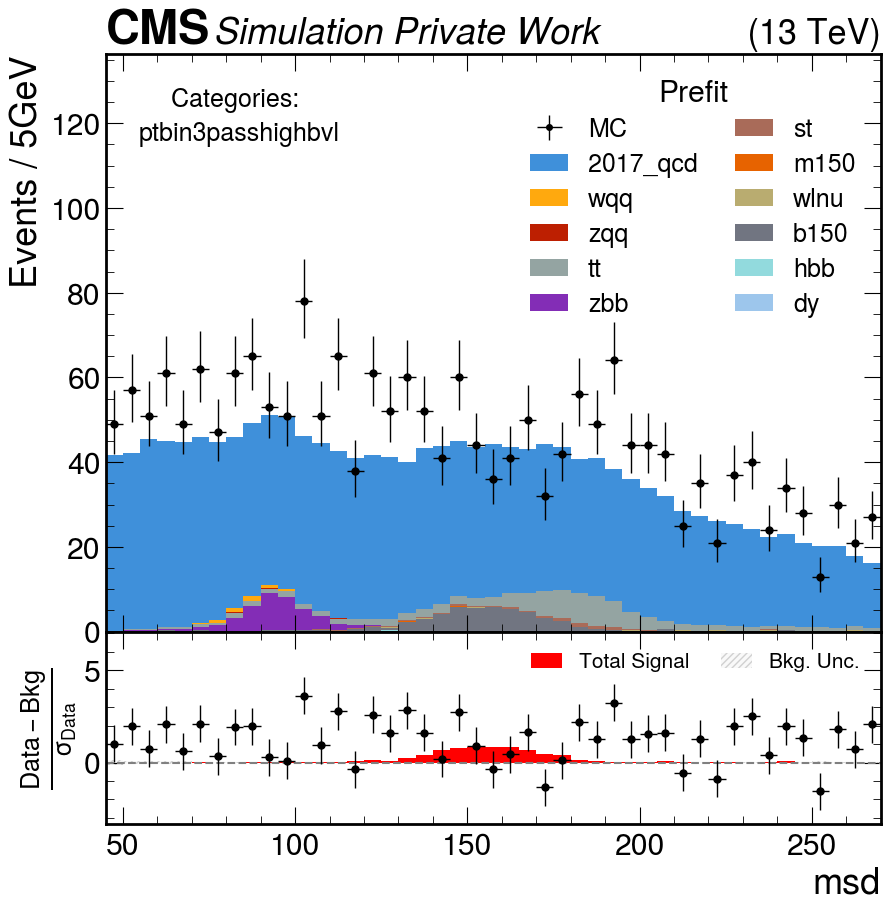 CMS Simulation Private Work (13 TeV)
Events / 5GeV
Categories:
ptbin3passhighbvl
Prefit
MC
2017_qcd
wqq
zqq
tt
zbb
st
m150
wlnu
b150
hbb
dy
120
100
80
60
40
20
0
Data − Bkg
σData
Total Signal
Bkg. Unc.
5
0
50 100 150 200 250
msd